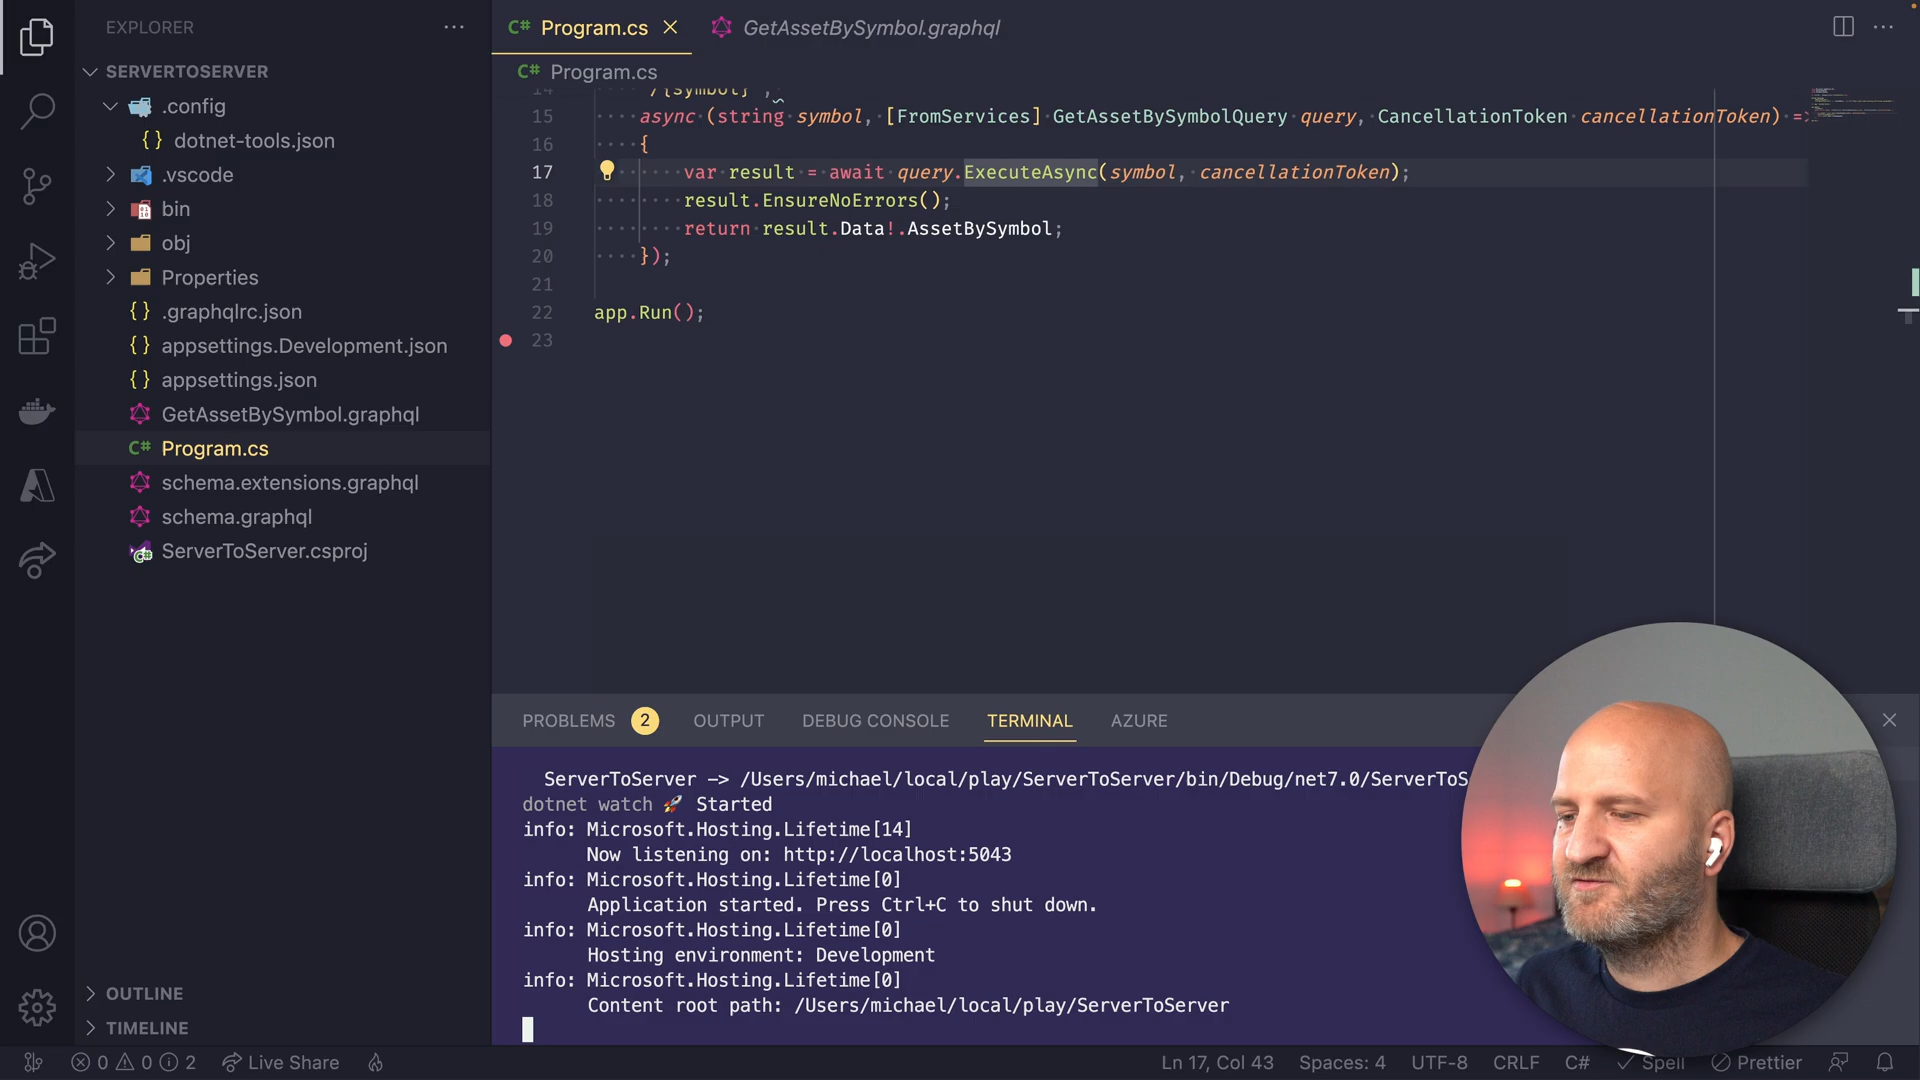 EXPLORER
SERVERTOSERVER
.config
{} dotnet-tools.json
.vscode
bin
obj
Properties
{} .graphqlrc.json
{} appsettings.Development.json
{} appsettings.json
GetAssetBySymbol.graphql
C# Program.cs
schema.extensions.graphql
schema.graphql
ServerToServer.csproj
OUTLINE
TIMELINE
C# Program.cs
GetAssetBySymbol.graphql
C# Program.cs
14 "/{symbol}",
15 async (string symbol, [FromServices] GetAssetBySymbolQuery query, CancellationToken cancellationToken) =>
16 {
17 var result = await query.ExecuteAsync(symbol, cancellationToken);
18 result.EnsureNoErrors();
19 return result.Data!.AssetBySymbol;
20 });
21
22 app.Run();
23
PROBLEMS 2 OUTPUT DEBUG CONSOLE TERMINAL AZURE
ServerToServer -> /Users/michael/local/play/ServerToServer/bin/Debug/net7.0/ServerToS
dotnet watch 🚀 Started
info: Microsoft.Hosting.Lifetime[14]
Now listening on: http://localhost:5043
info: Microsoft.Hosting.Lifetime[0]
Application started. Press Ctrl+C to shut down.
info: Microsoft.Hosting.Lifetime[0]
Hosting environment: Development
info: Microsoft.Hosting.Lifetime[0]
Content root path: /Users/michael/local/play/ServerToServer
0 0 2 Live Share
Ln 17, Col 43 Spaces: 4 UTF-8 CRLF C# Spell Prettier